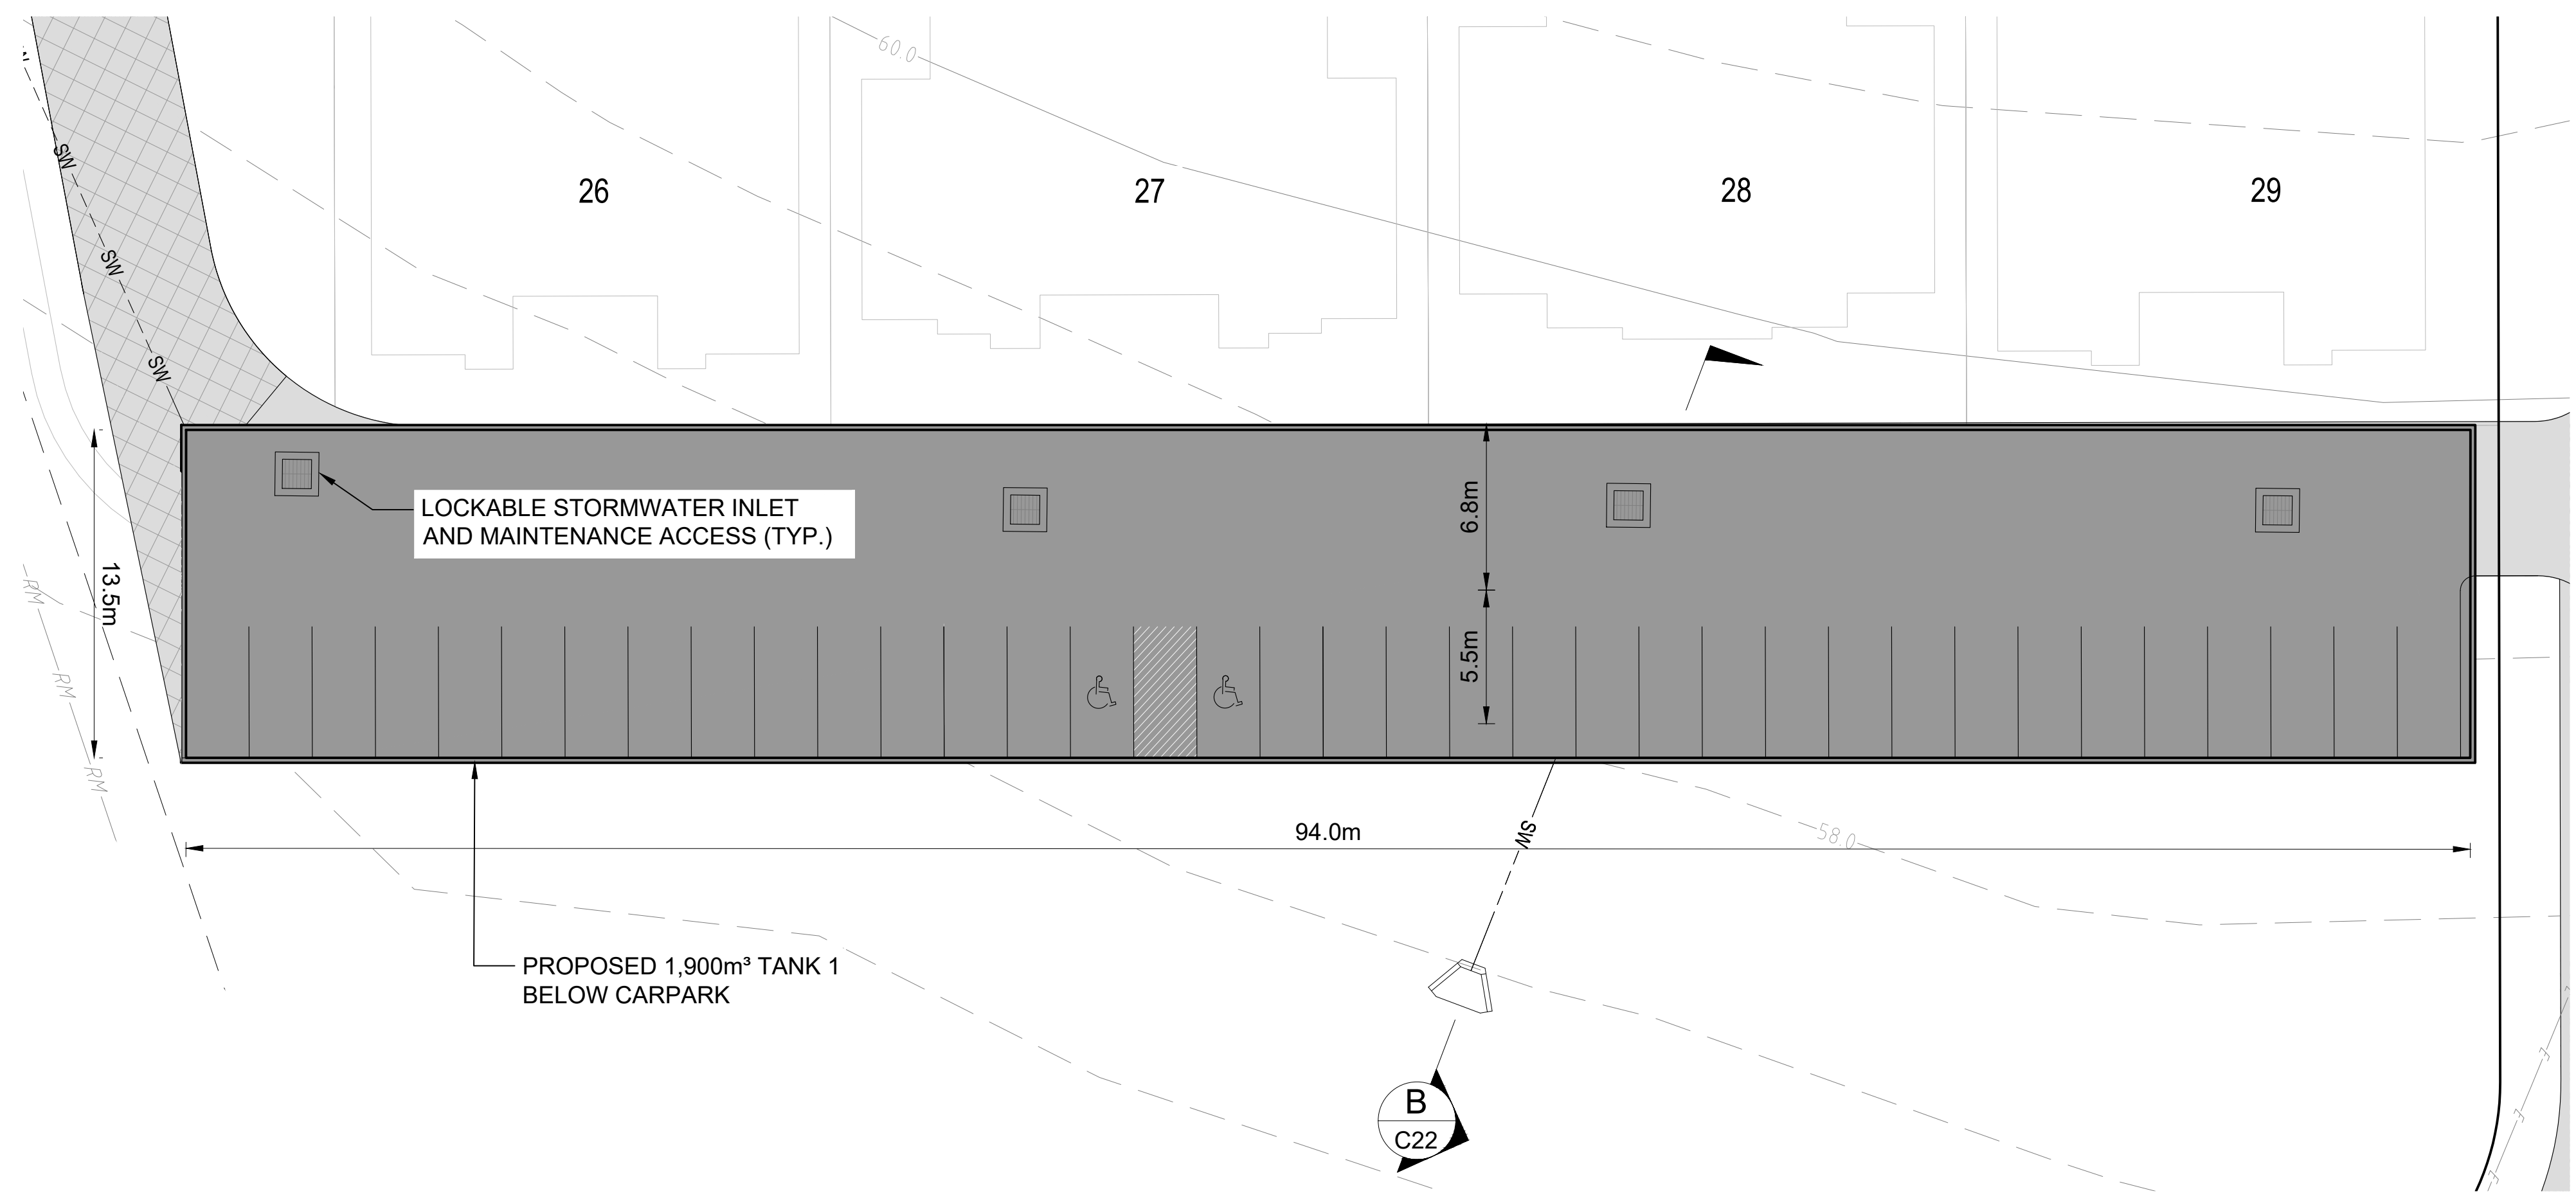 60.0
26
27
28
29
SW
SW
SW
LOCKABLE STORMWATER INLET
AND MAINTENANCE ACCESS (TYP.)
6.8m
13.5m
5.5m
RM
RM
RM
94.0m
SW
58.0
PROPOSED 1,900m³ TANK 1
BELOW CARPARK
B
C22